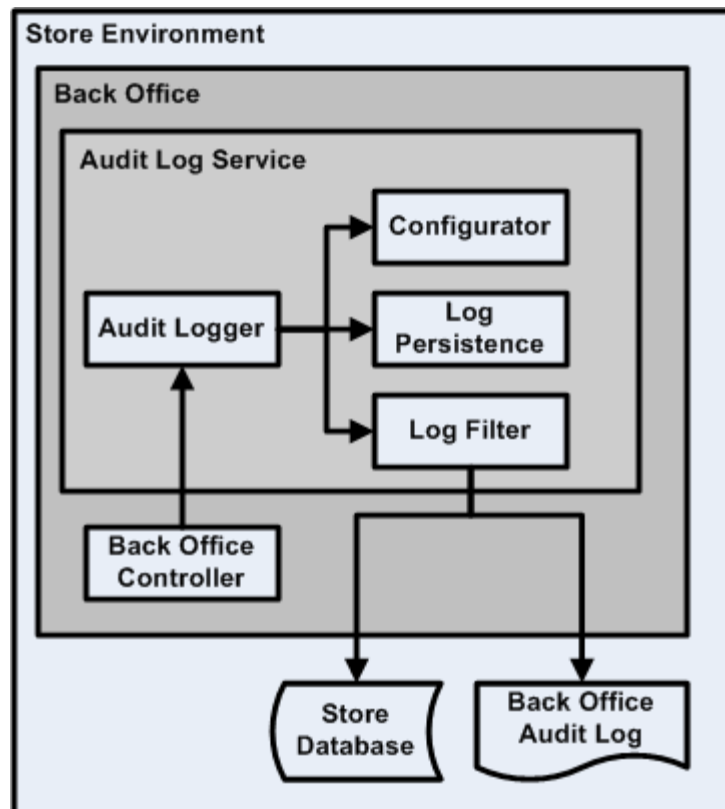 Store Environment
Back Office
Audit Log Service
Configurator
Audit Logger
Log
Persistence
Log Filter
Back Office
Controller
Store
Database
Back Office
Audit Log